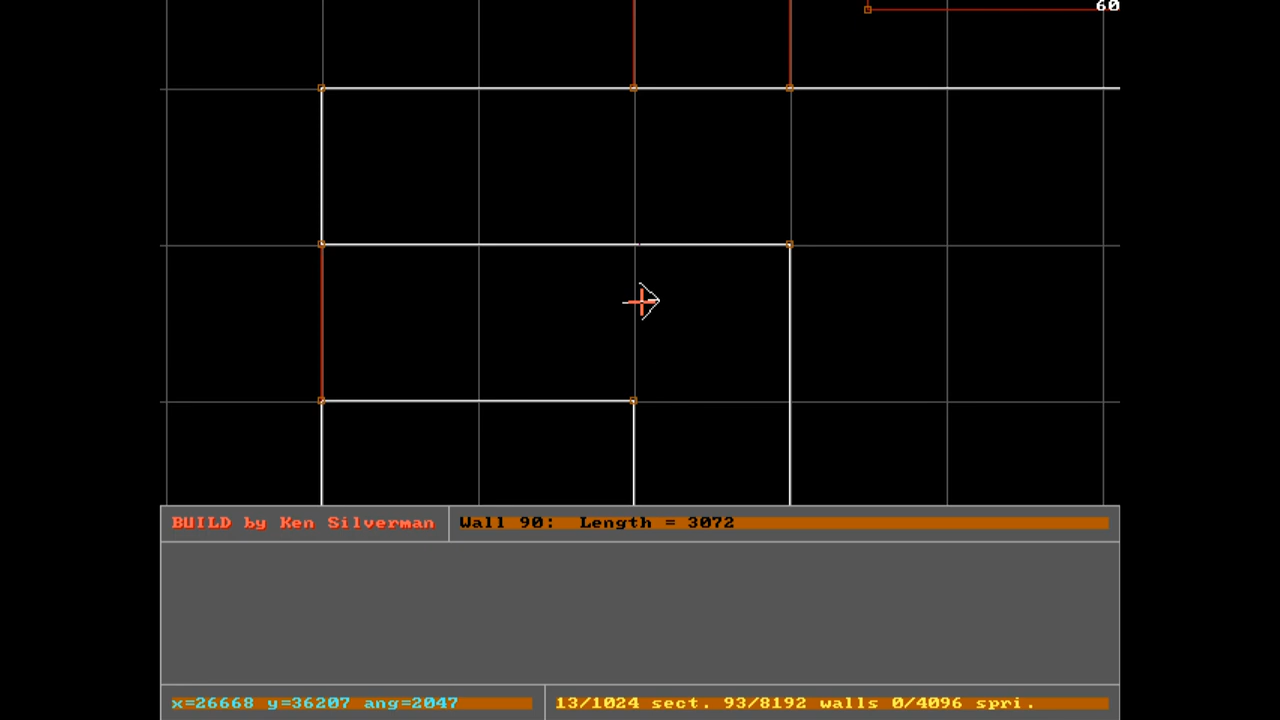 60
BUILD by Ken Silverman
Wall 90:  Length = 3072
x=26668 y=36207 ang=2047
13/1024 sect. 93/8192 walls 0/4096 spri.